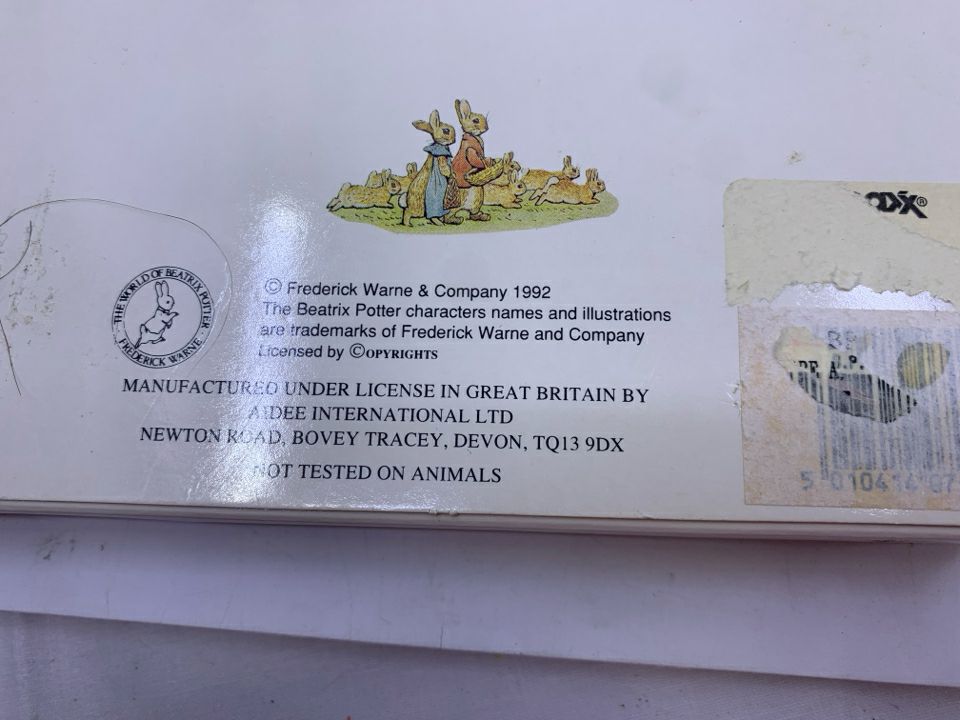 THE WORLD OF BEATRIX POTTER
FREDERICK WARNE
© Frederick Warne & Company 1992
The Beatrix Potter characters names and illustrations
are trademarks of Frederick Warne and Company
Licensed by ©OPYRIGHTS
MANUFACTURED UNDER LICENSE IN GREAT BRITAIN BY
INTERNATIONAL LTD
NEWTON ROAD, BOVEY TRACEY, DEVON, TQ13 9DX
NOT TESTED ON ANIMALS